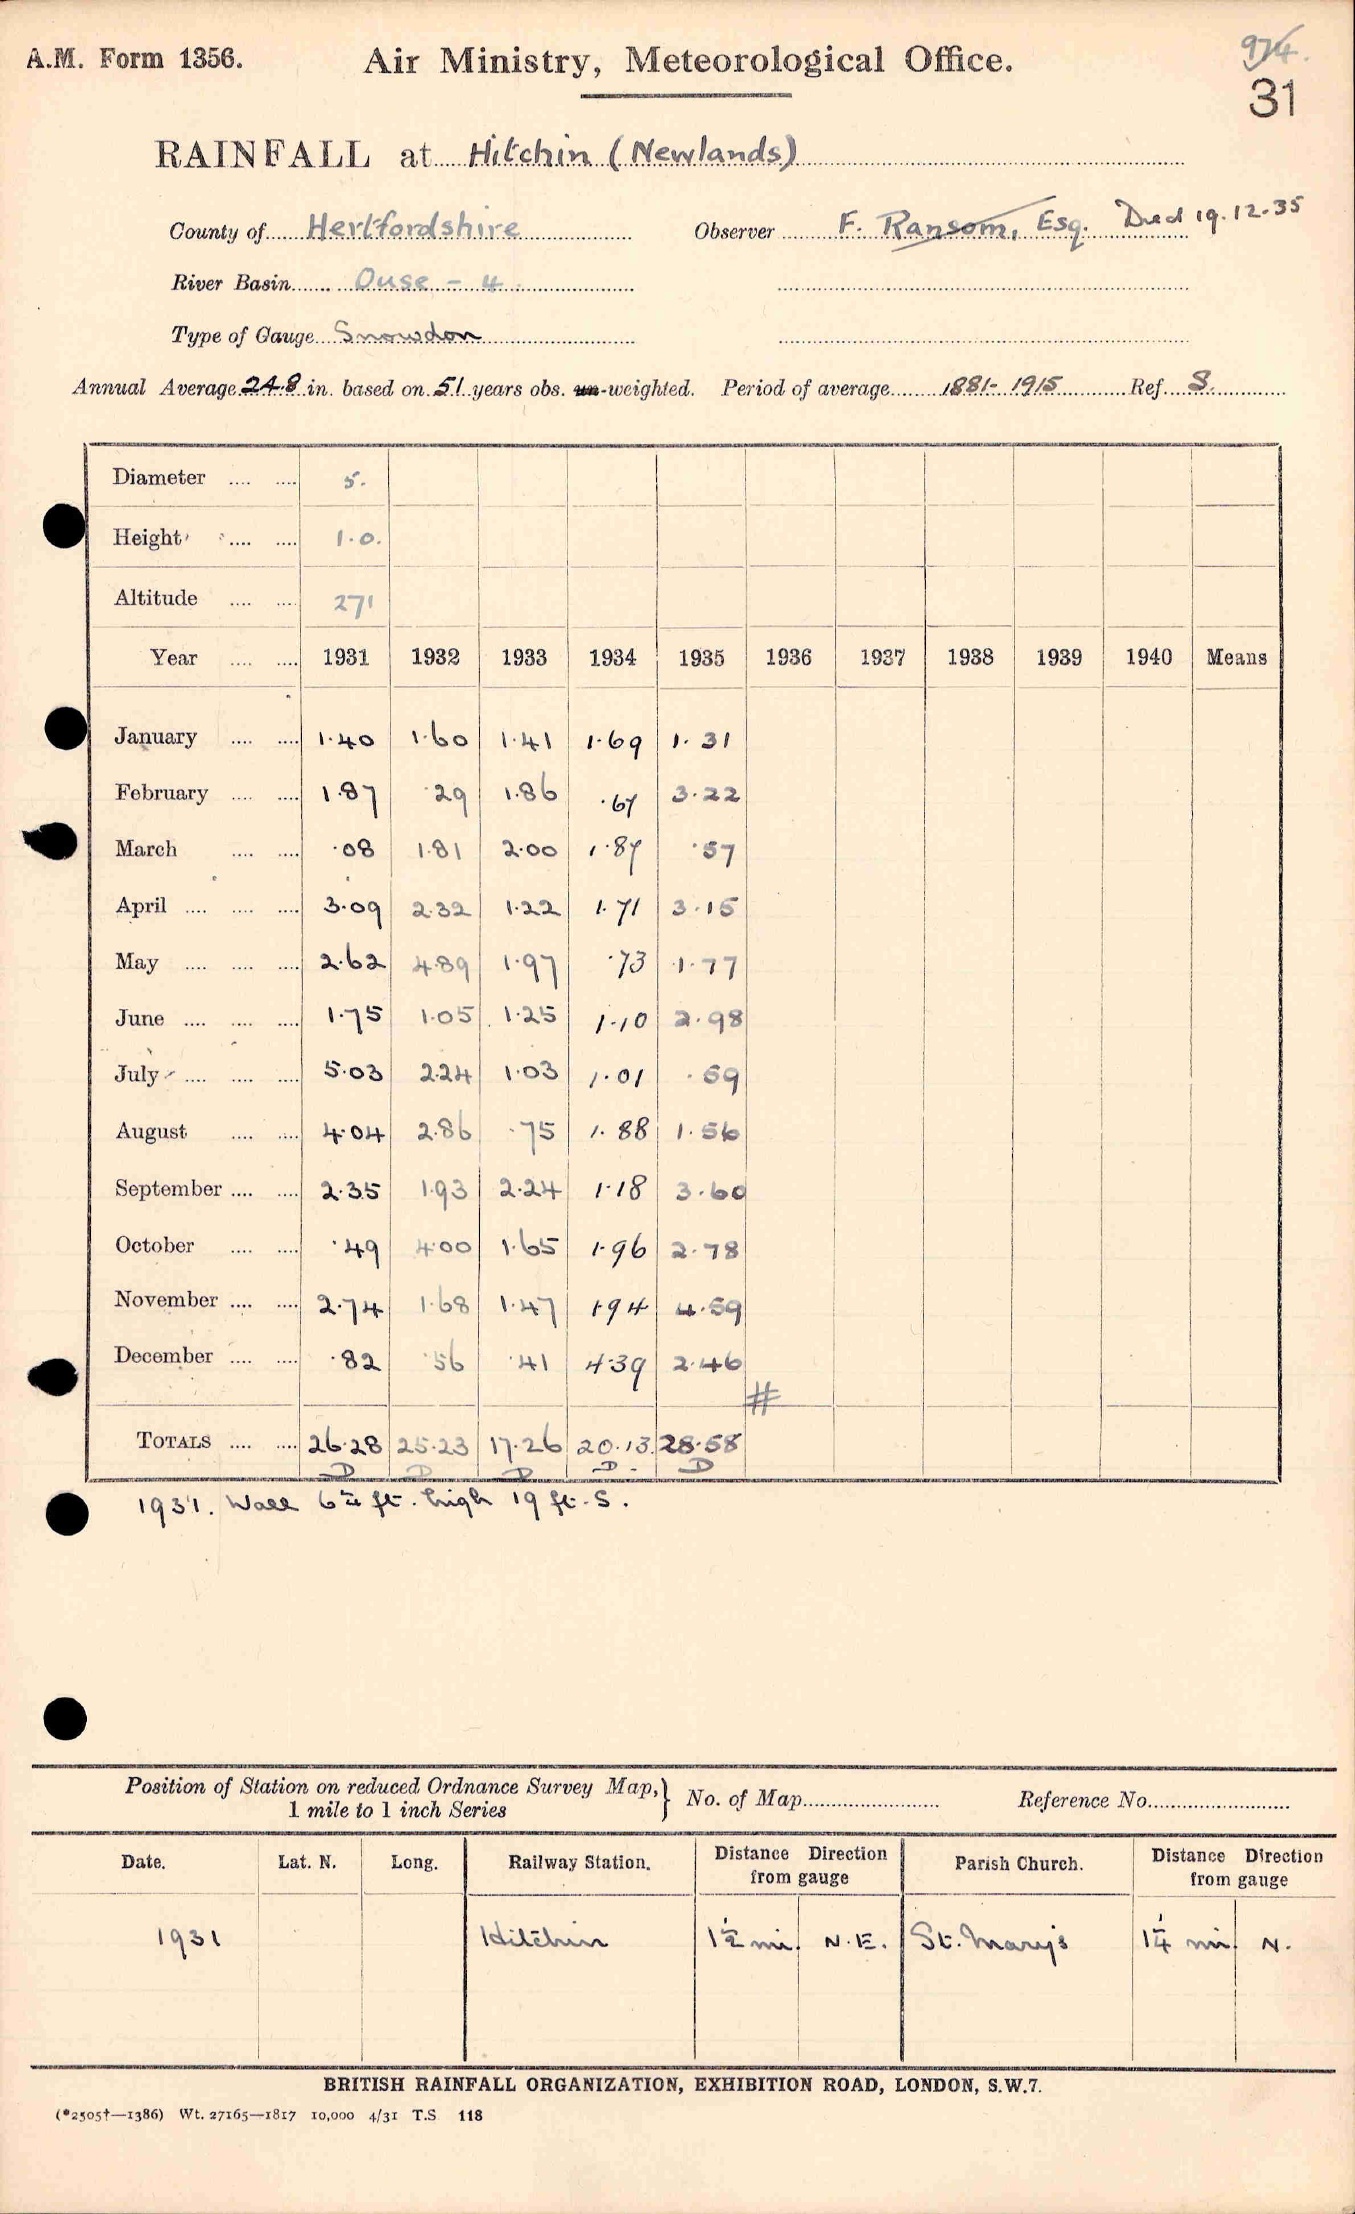 A.M. Form 1356.
Air Ministry, Meteorological Office.
974.
31
RAINFALL at Hitchin (Newlands)
County of Hertfordshire Observer F. Ransom, Esq. Died 19.12.35
River Basin Ouse - 4
Type of Gauge Snowdon
Annual Average 24.8 in. based on 51 years obs. un-weighted. Period of average 1881-1915 Ref. S.
Diameter .... .... 5.
Height .... .... 1.0.
Altitude .... .... 271
Year .... .... 1931 1932 1933 1934 1935 1936 1937 1938 1939 1940 Means
January .... .... 1.40 1.60 1.41 1.69 1.31
February .... .... 1.87 .29 1.86 .67 3.22
March .... .... .08 1.81 2.00 1.87 .57
April .... .... .... 3.09 2.32 1.22 1.71 3.15
May .... .... .... 2.62 4.89 1.97 .73 1.77
June .... .... .... 1.75 1.05 1.25 1.10 2.98
July .... .... .... 5.03 2.24 1.03 1.01 .59
August .... .... 4.04 2.86 .75 1.88 1.56
September .... .... 2.35 1.93 2.24 1.18 3.60
October .... .... .49 4.00 1.65 1.96 2.78
November .... .... 2.74 1.68 1.47 1.94 4.59
December .... .... .82 .56 .41 4.39 2.46
#
TOTALS .... .... 26.28 25.23 17.26 20.13 28.58
D D D D D
1931. Wall 6 ft. high 19 ft. S.
Position of Station on reduced Ordnance Survey Map, } No. of Map Reference No.
1 mile to 1 inch Series
Date. Lat. N. Long. Railway Station. Distance Direction from gauge Parish Church. Distance Direction from gauge
1931 Hitchin 1½ mi. N.E. St. Mary's 1¼ mi. N.
BRITISH RAINFALL ORGANIZATION, EXHIBITION ROAD, LONDON, S.W.7.
(*2505†—1386) Wt. 27165—1817 10,000 4/31 T.S 118